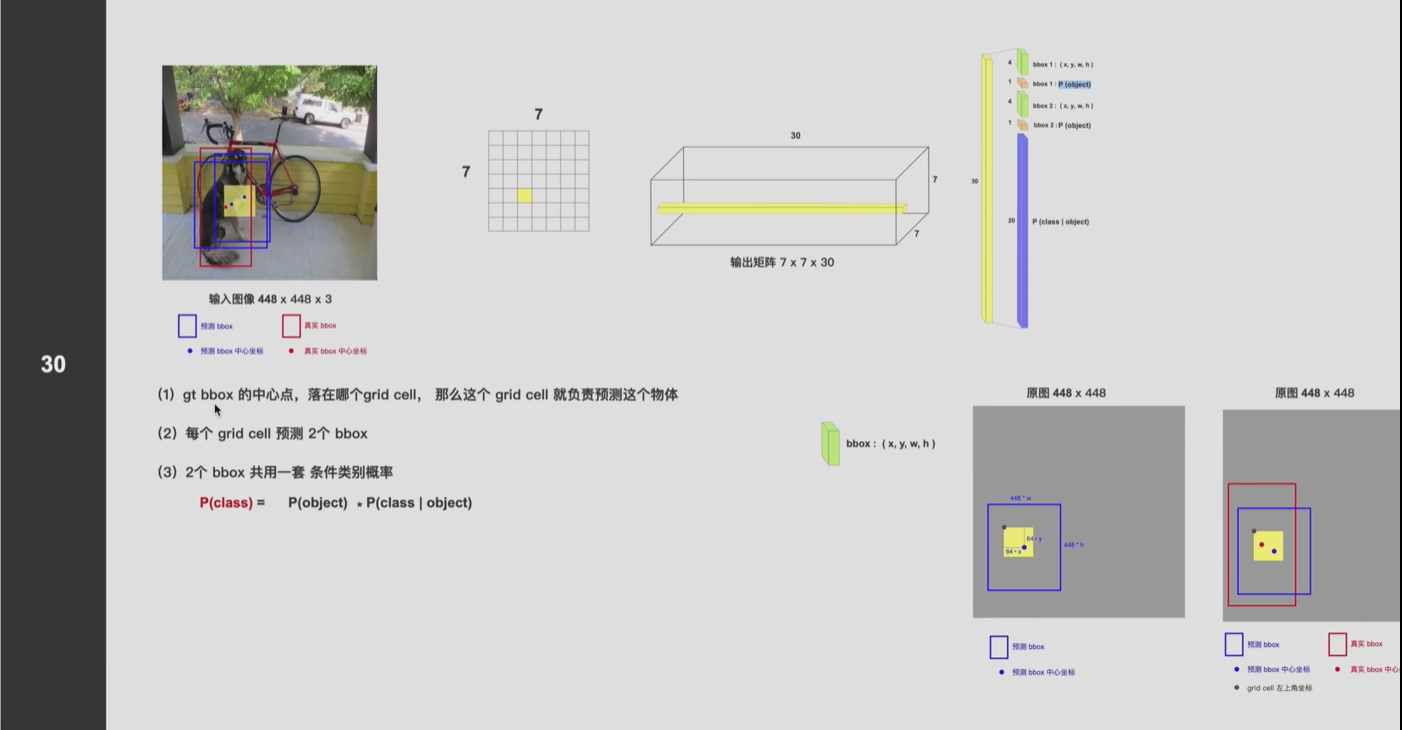 30
7
7
输入图像 448 x 448 x 3
预测 bbox
真实 bbox
预测 bbox 中心坐标
真实 bbox 中心坐标
30
7
7
输出矩阵 7 x 7 x 30
30
4
bbox 1 : ( x, y, w, h )
1
bbox 1 : P (object)
4
bbox 2 : ( x, y, w, h )
1
bbox 2 : P (object)
20
P (class | object)
(1) gt bbox 的中心点，落在哪个grid cell， 那么这个 grid cell 就负责预测这个物体
(2) 每个 grid cell 预测 2个 bbox
(3) 2个 bbox 共用一套 条件类别概率
P(class) = P(object) * P(class | object)
bbox : ( x, y, w, h )
原图 448 x 448
448 * w
64 * y
64 * x
448 * h
预测 bbox
预测 bbox 中心坐标
原图 448 x 448
预测 bbox
真实 bbox
预测 bbox 中心坐标
真实 bbox 中心
grid cell 左上角坐标